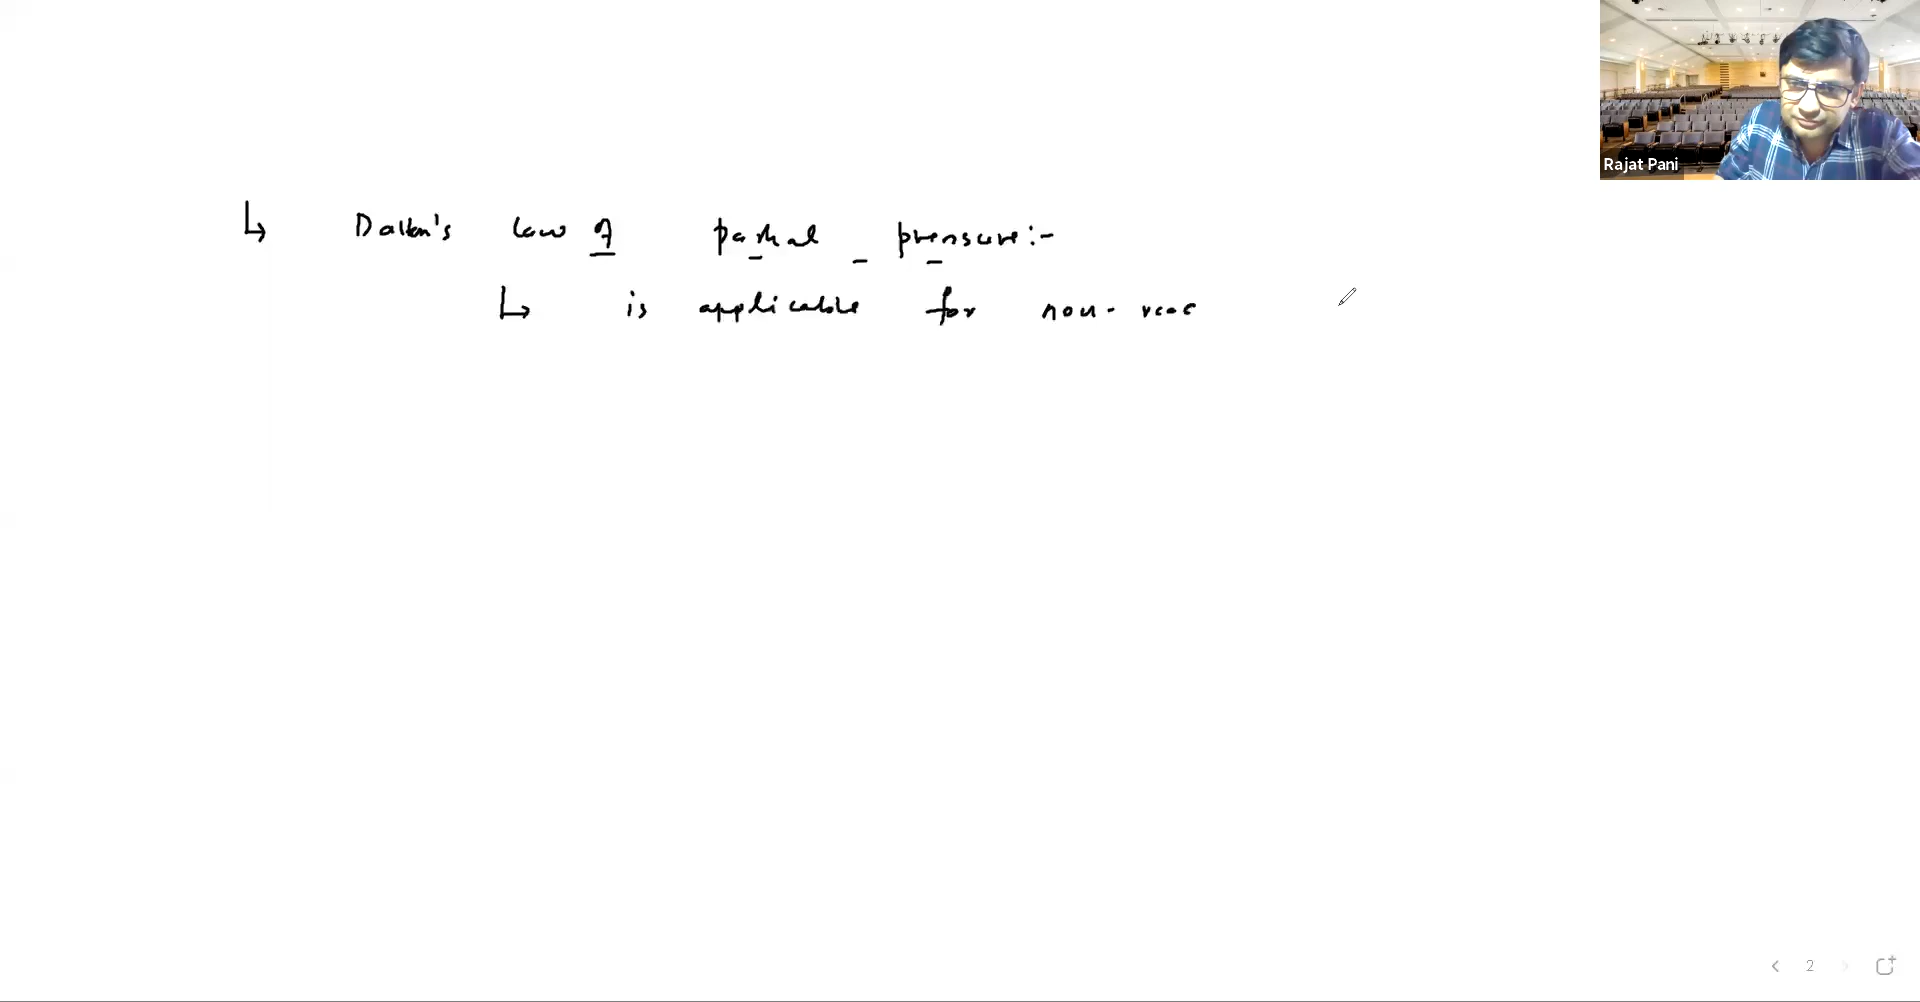 Rajat Pani
↳ Dalton's law of partial pressure:-
↳ is applicable for non-reac
2